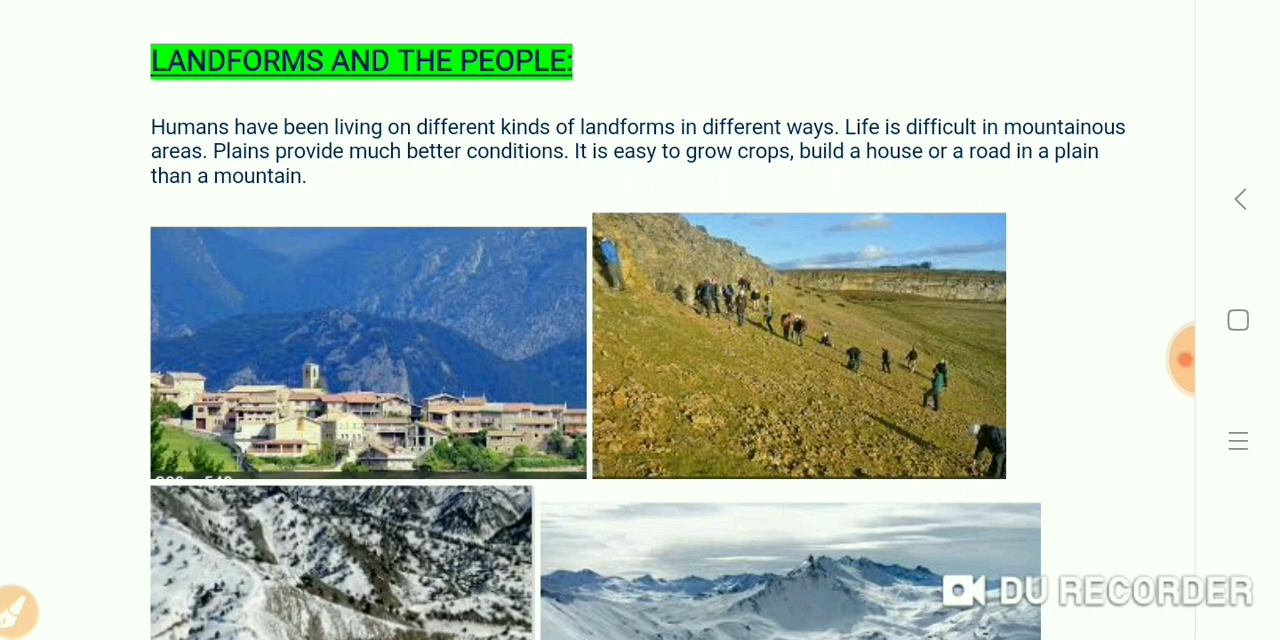 LANDFORMS AND THE PEOPLE:
Humans have been living on different kinds of landforms in different ways. Life is difficult in mountainous
areas. Plains provide much better conditions. It is easy to grow crops, build a house or a road in a plain
than a mountain.
DU RECORDER